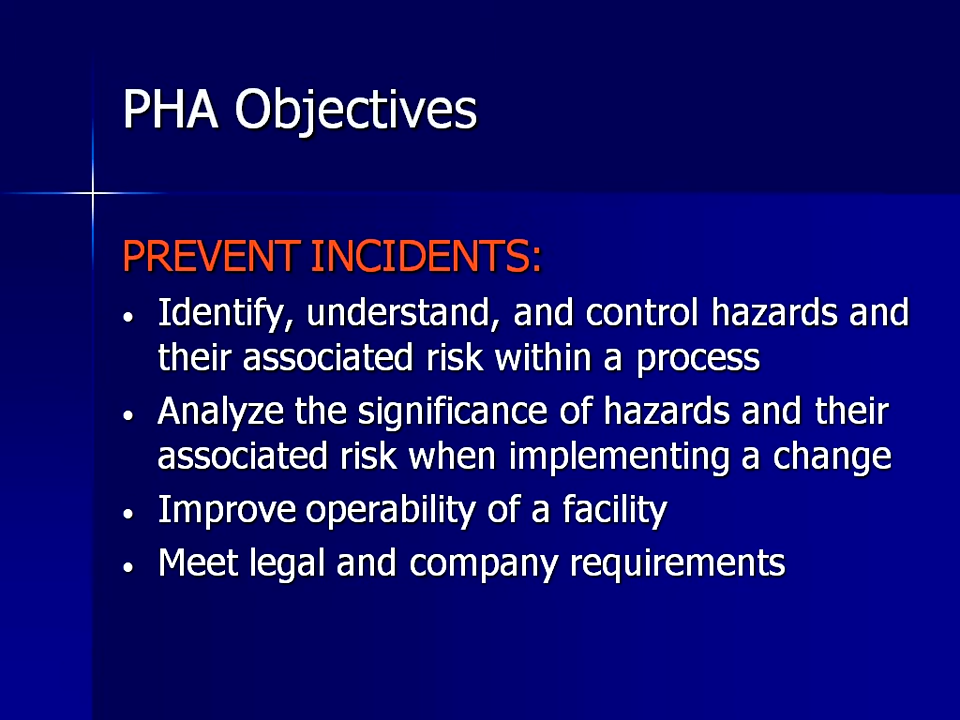 PHA Objectives
PREVENT INCIDENTS:
• Identify, understand, and control hazards and
their associated risk within a process
• Analyze the significance of hazards and their
associated risk when implementing a change
• Improve operability of a facility
• Meet legal and company requirements